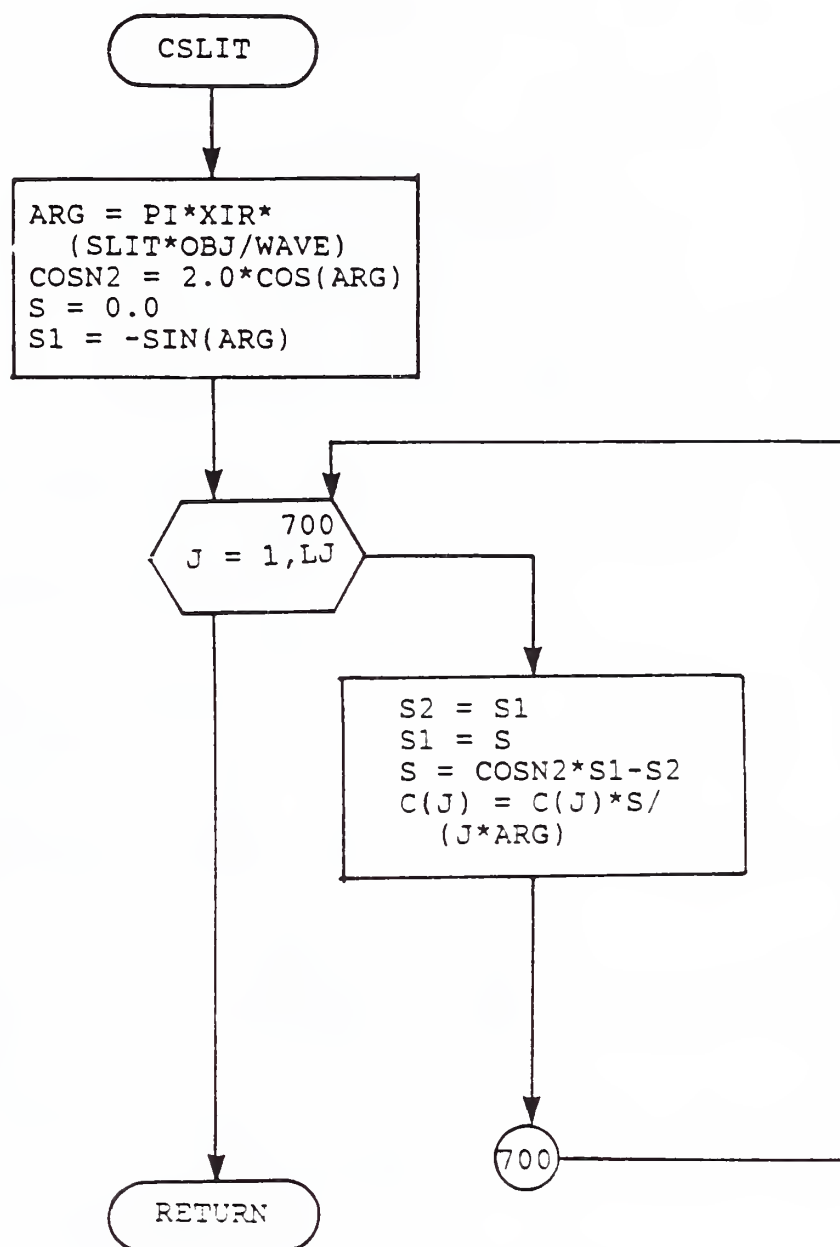 CSLIT
ARG = PI*XIR*
(SLIT*OBJ/WAVE)
COSN2 = 2.0*COS(ARG)
S = 0.0
S1 = -SIN(ARG)
700
J = 1,LJ
S2 = S1
S1 = S
S = COSN2*S1-S2
C(J) = C(J)*S/
(J*ARG)
700
RETURN